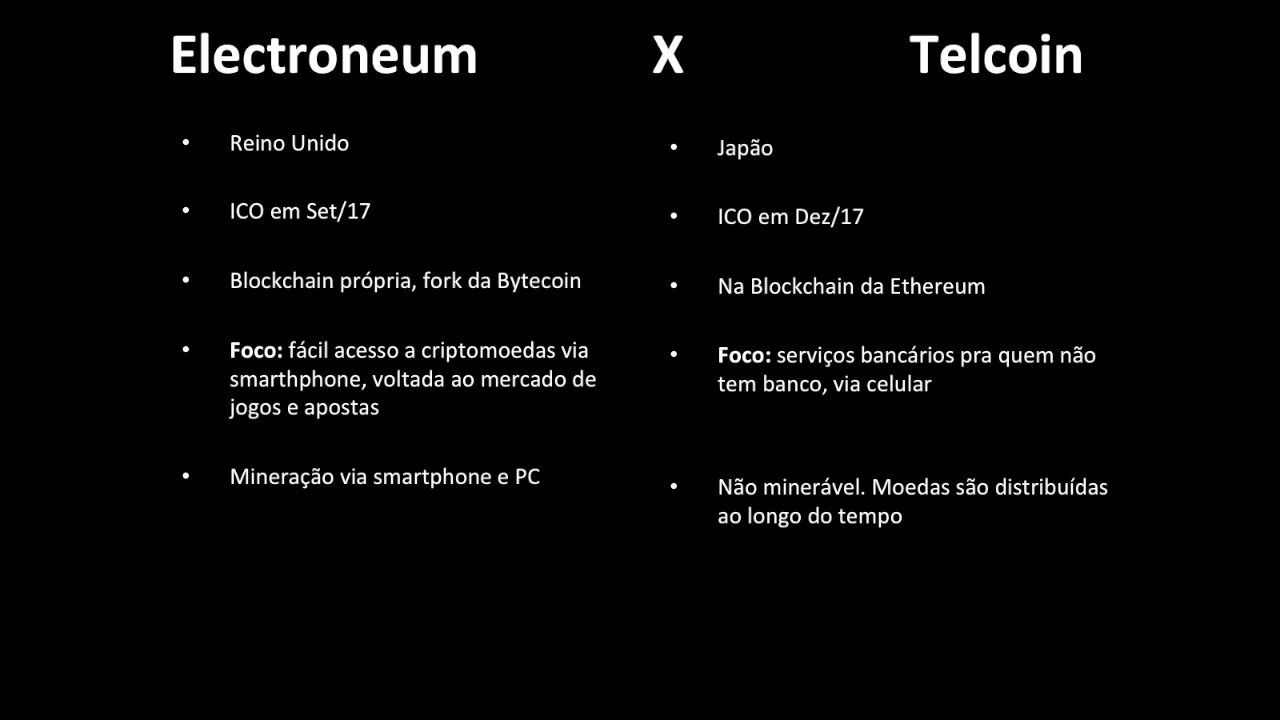 Electroneum X Telcoin
• Reino Unido
• ICO em Set/17
• Blockchain própria, fork da Bytecoin
• Foco: fácil acesso a criptomoedas via
smarthphone, voltada ao mercado de
jogos e apostas
• Mineração via smartphone e PC
• Japão
• ICO em Dez/17
• Na Blockchain da Ethereum
• Foco: serviços bancários pra quem não
tem banco, via celular
• Não minerável. Moedas são distribuídas
ao longo do tempo